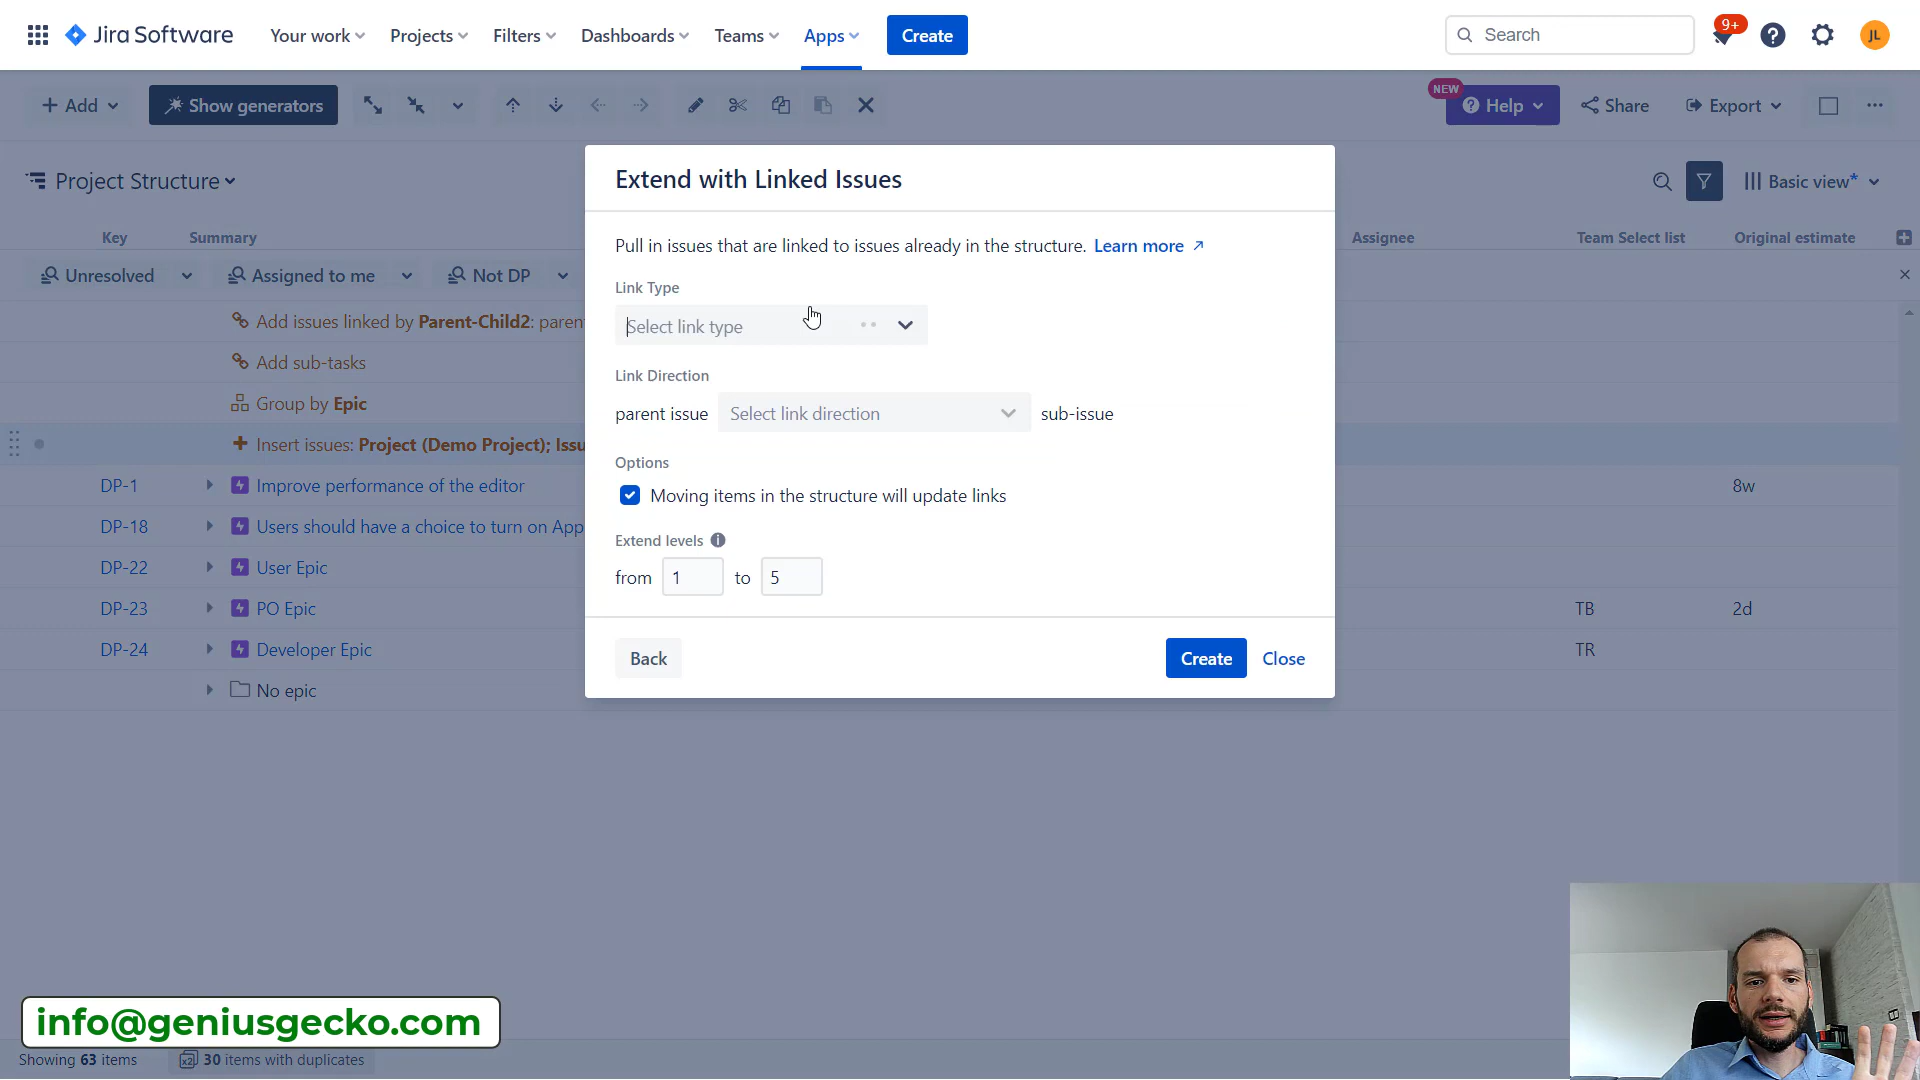 Jira Software
Your work
Projects
Filters
Dashboards
Teams
Apps
Create
Search
9+
JL
+ Add
Show generators
NEW
Help
Share
Export
Project Structure
Basic view*
Key
Summary
Assignee
Team Select list
Original estimate
Unresolved
Assigned to me
Not DP
Add issues linked by Parent-Child2: paren
Add sub-tasks
Group by Epic
Insert issues: Project (Demo Project); Issu
DP-1
Improve performance of the editor
8w
DP-18
Users should have a choice to turn on App
DP-22
User Epic
DP-23
PO Epic
TB
2d
DP-24
Developer Epic
TR
No epic
Extend with Linked Issues
Pull in issues that are linked to issues already in the structure. Learn more
Link Type
Select link type
Link Direction
parent issue
Select link direction
sub-issue
Options
Moving items in the structure will update links
Extend levels
from 1 to 5
Back
Create
Close
info@geniusgecko.com
Showing 63 items
x2
30 items with duplicates